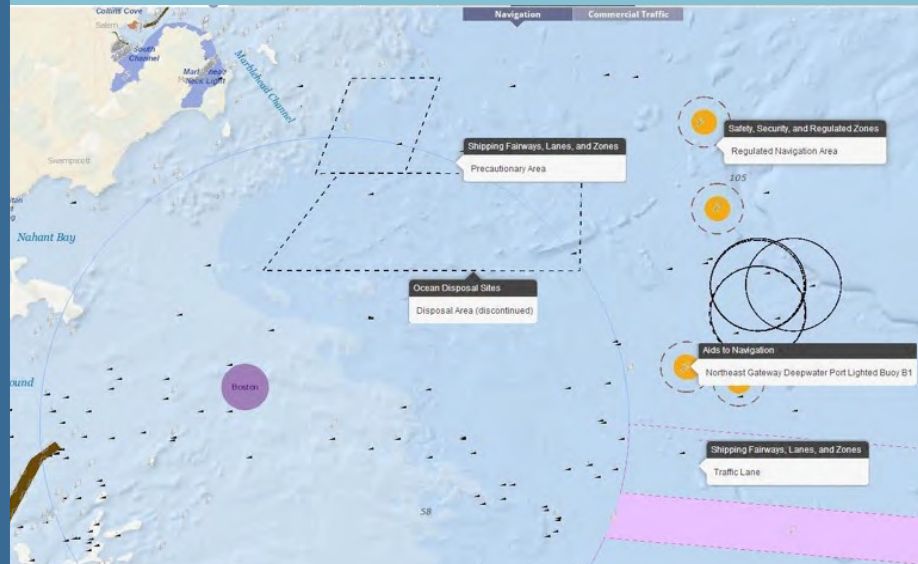 Navigation
Commercial Traffic
Collins Cove
Salem
South
Channel
Neck Light
Marblehead Channel
Swampscott
Nahant Bay
Shipping Fairways, Lanes, and Zones
Precautionary Area
Safety, Security, and Regulated Zones
Regulated Navigation Area
105
Ocean Disposal Sites
Disposal Area (discontinued)
Aids to Navigation
Northeast Gateway Deepwater Port Lighted Buoy B1
Boston
Shipping Fairways, Lanes, and Zones
Traffic Lane
58